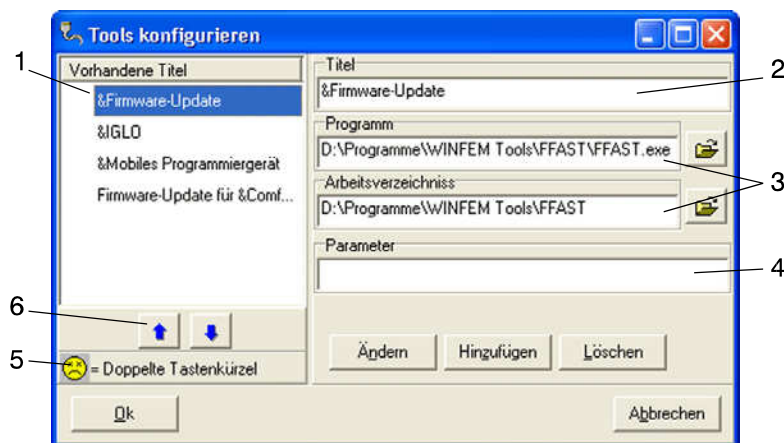 Tools konfigurieren
1
Vorhandene Titel
&Firmware-Update
&IGLO
&Mobiles Programmiergerät
Firmware-Update für &Comf...
6
5
= Doppelte Tastenkürzel
Titel
&Firmware-Update
2
Programm
D:\Programme\WINFEM Tools\FFAST\FFAST.exe
3
Arbeitsverzeichniss
D:\Programme\WINFEM Tools\FFAST
Parameter
4
Ändern Hinzufügen Löschen
Ok Abbrechen